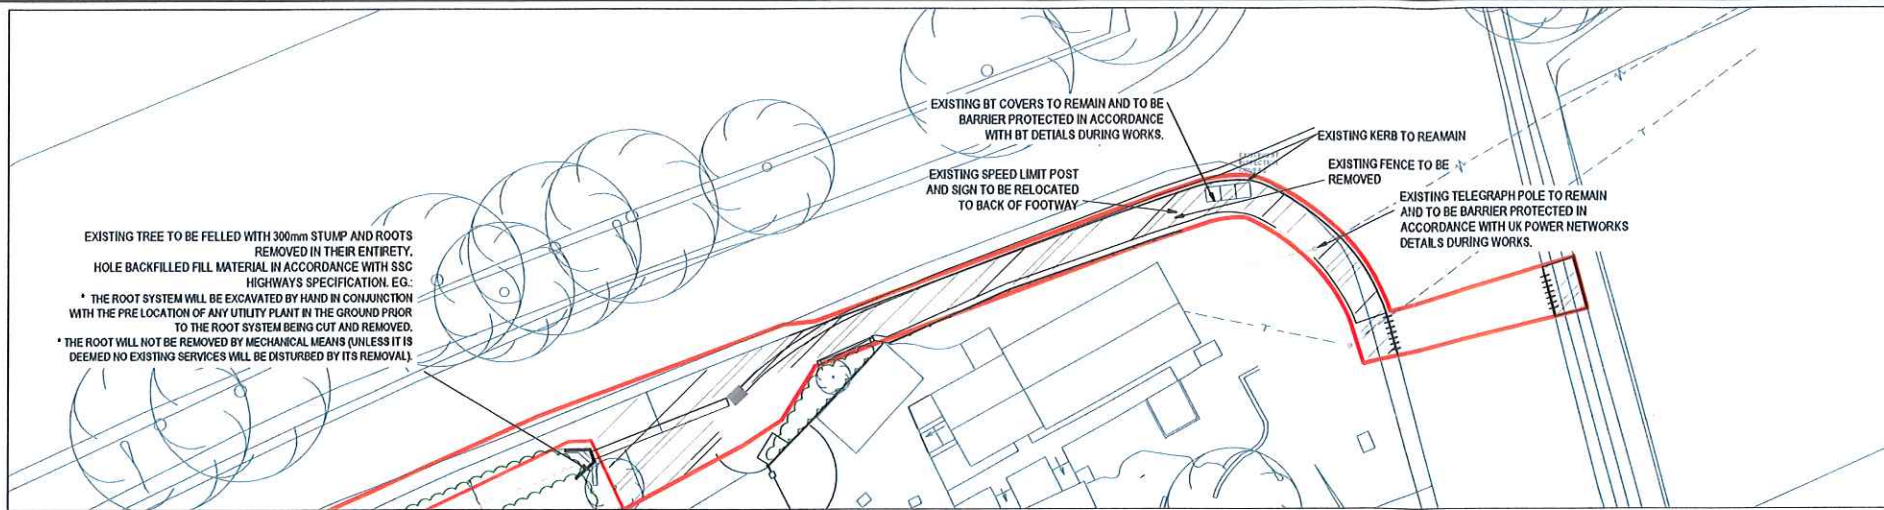 EXISTING TREE TO BE FELLED WITH 300mm STUMP AND ROOTS
REMOVED IN THEIR ENTIRETY.
HOLE BACKFILLED FILL MATERIAL IN ACCORDANCE WITH SSC
HIGHWAYS SPECIFICATION. EG.:
* THE ROOT SYSTEM WILL BE EXCAVATED BY HAND IN CONJUNCTION
WITH THE PRE LOCATION OF ANY UTILITY PLANT IN THE GROUND PRIOR
TO THE ROOT SYSTEM BEING CUT AND REMOVED.
* THE ROOT WILL NOT BE REMOVED BY MECHANICAL MEANS (UNLESS IT IS
DEEMED NO EXISTING SERVICES WILL BE DISTURBED BY ITS REMOVAL).
EXISTING BT COVERS TO REMAIN AND TO BE
BARRIER PROTECTED IN ACCORDANCE
WITH BT DETIALS DURING WORKS.
EXISTING SPEED LIMIT POST
AND SIGN TO BE RELOCATED
TO BACK OF FOOTWAY
EXISTING KERB TO REAMAIN
EXISTING FENCE TO BE
REMOVED
EXISTING TELEGRAPH POLE TO REMAIN
AND TO BE BARRIER PROTECTED IN
ACCORDANCE WITH UK POWER NETWORKS
DETAILS DURING WORKS.
T
T